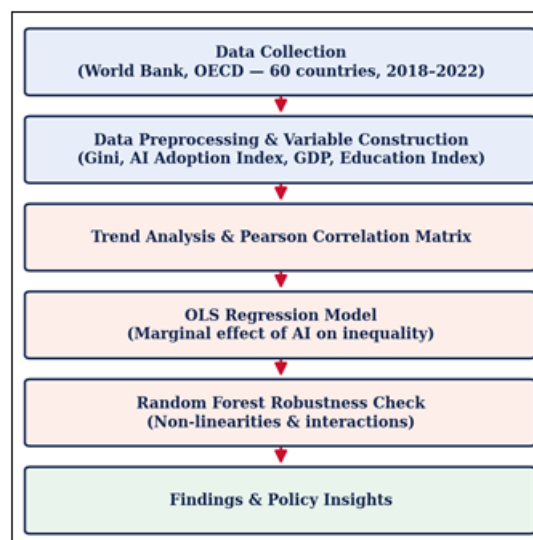 Data Collection
(World Bank, OECD — 60 countries, 2018–2022)
Data Preprocessing & Variable Construction
(Gini, AI Adoption Index, GDP, Education Index)
Trend Analysis & Pearson Correlation Matrix
OLS Regression Model
(Marginal effect of AI on inequality)
Random Forest Robustness Check
(Non-linearities & interactions)
Findings & Policy Insights